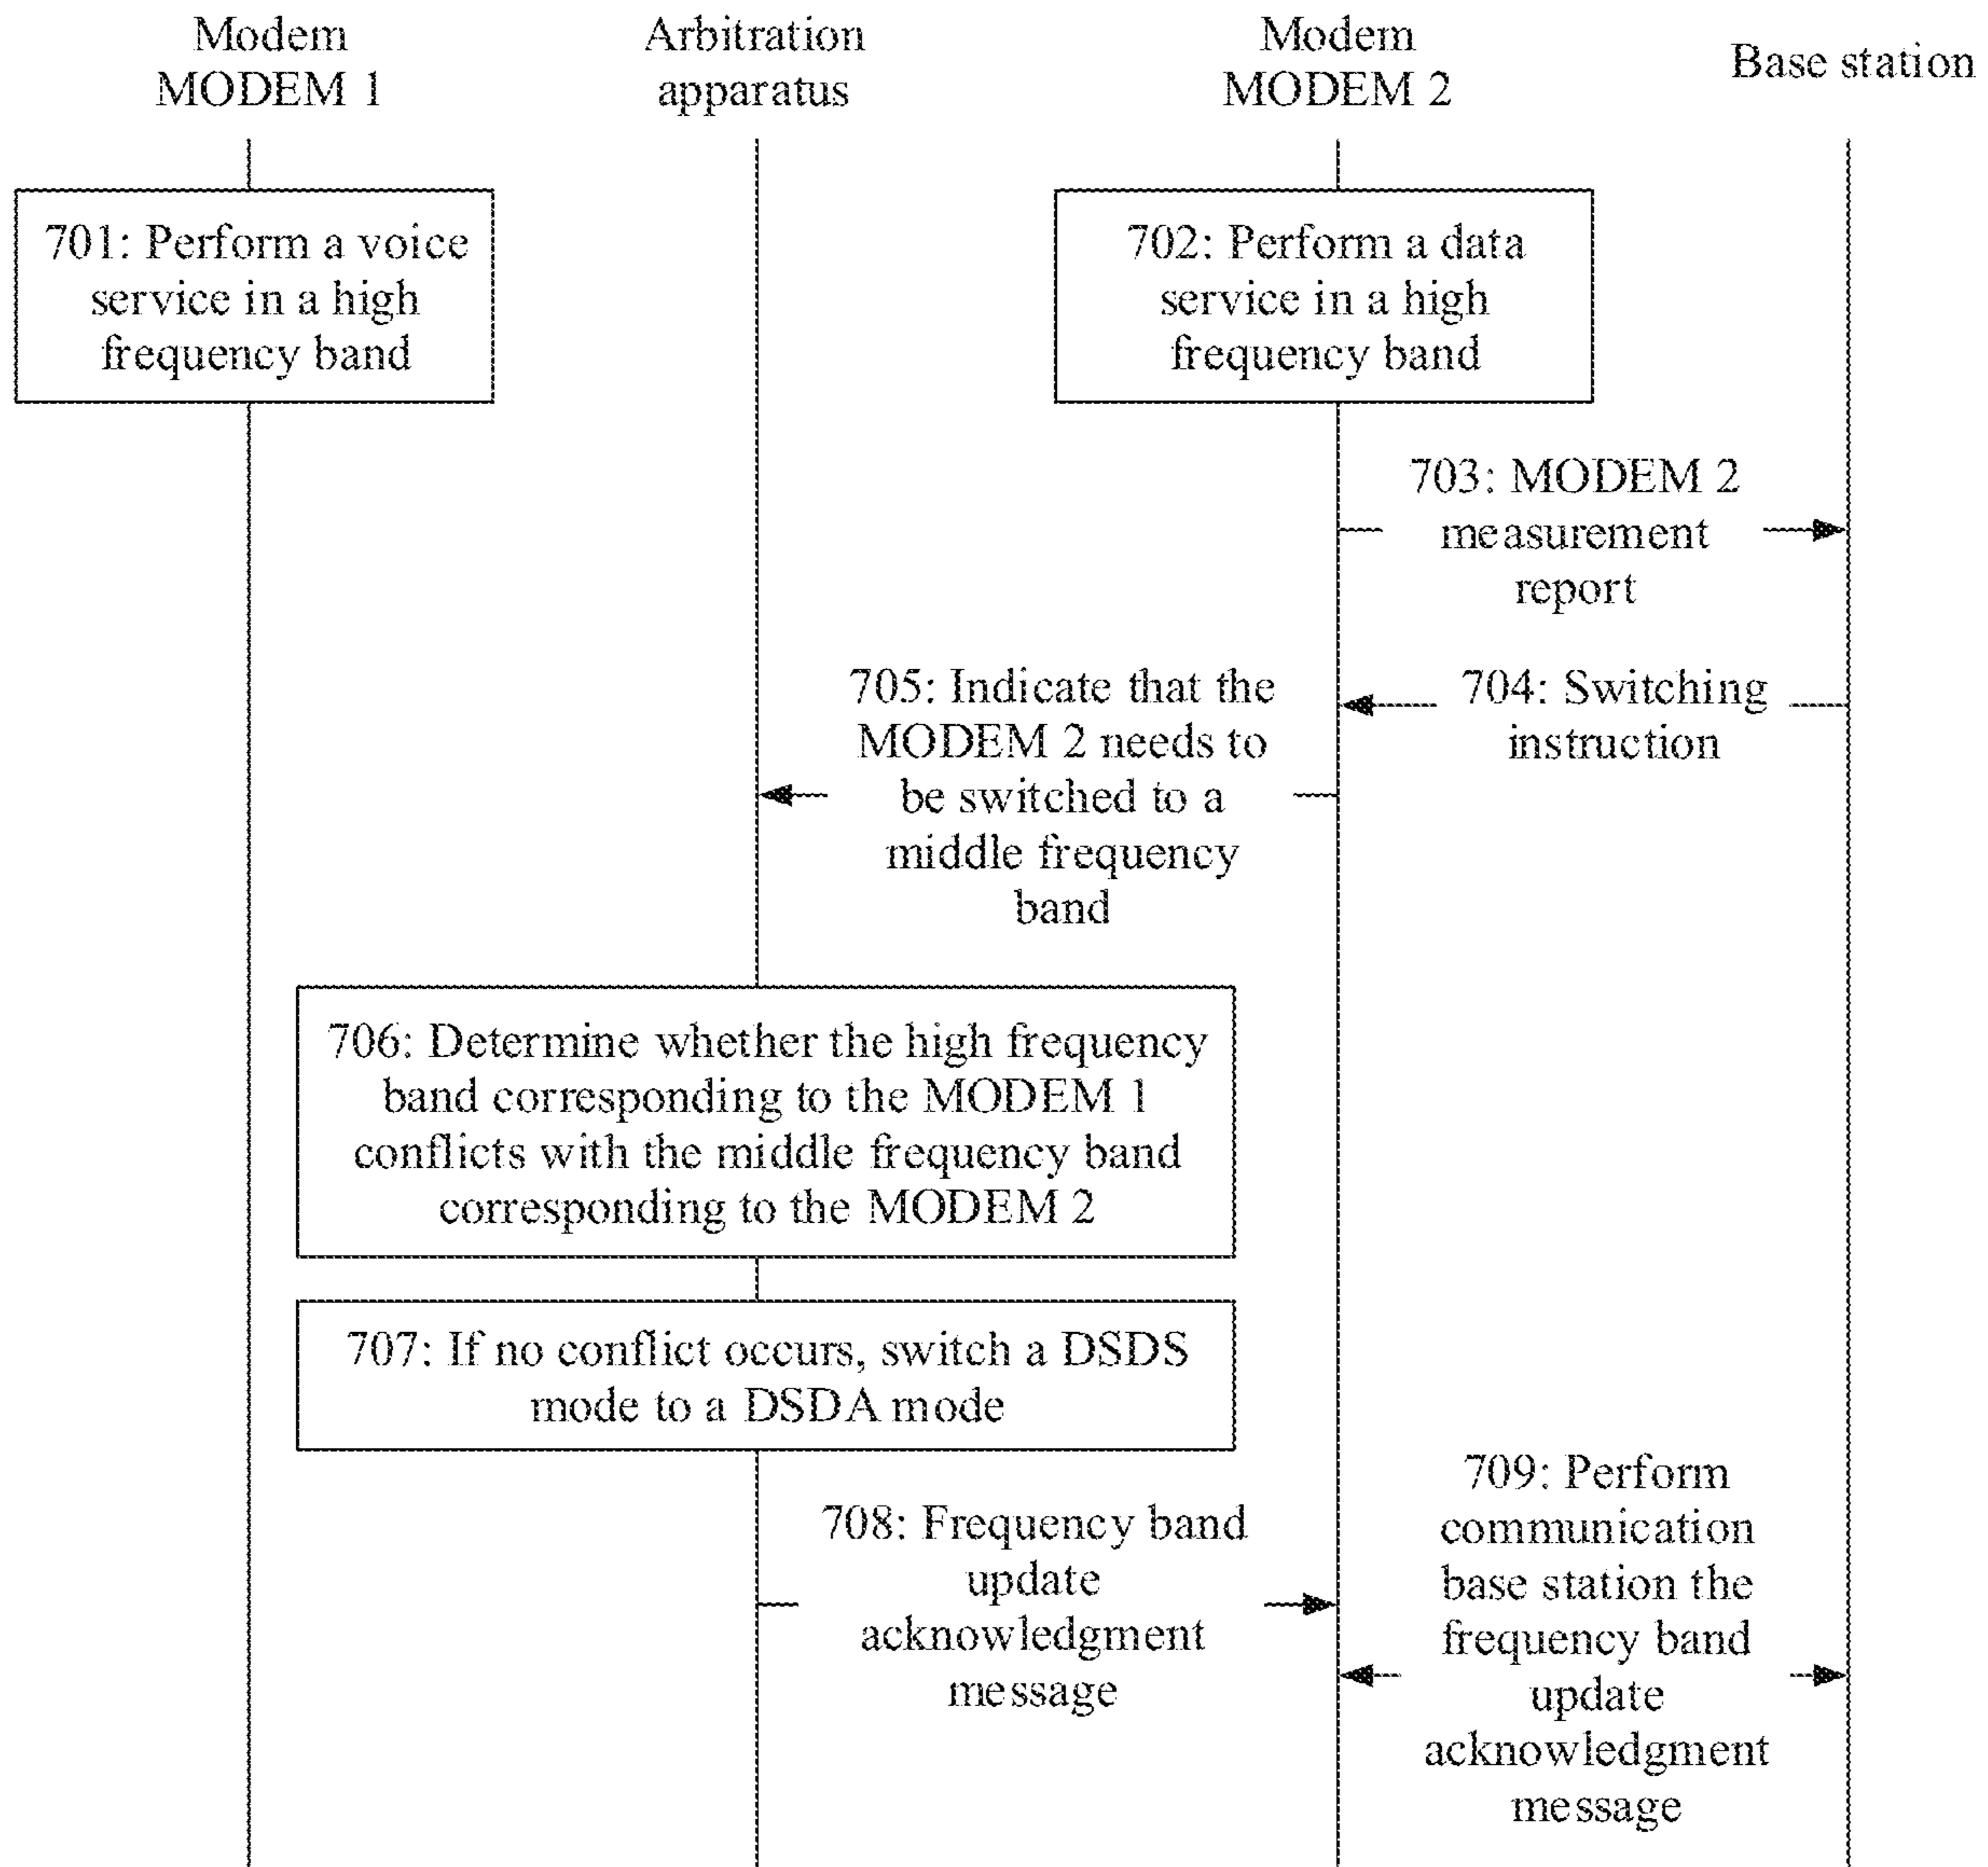 Modem
MODEM 1
Arbitration
apparatus
Modem
MODEM 2
Base station
701: Perform a voice
service in a high
frequency band
702: Perform a data
service in a high
frequency band
703: MODEM 2
measurement
report
704: Switching
instruction
705: Indicate that the
MODEM 2 needs to
be switched to a
middle frequency
band
706: Determine whether the high frequency
band corresponding to the MODEM 1
conflicts with the middle frequency band
corresponding to the MODEM 2
707: If no conflict occurs, switch a DSDS
mode to a DSDA mode
708: Frequency band
update
acknowledgment
message
709: Perform
communication
base station the
frequency band
update
acknowledgment
message